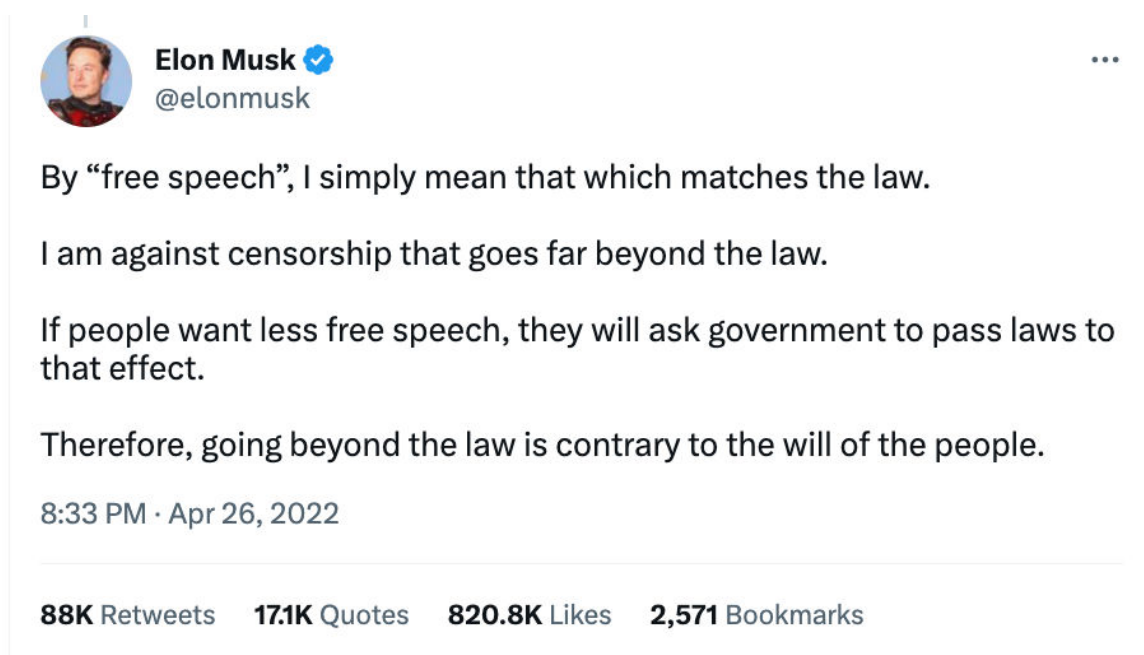 Elon Musk
@elonmusk
By “free speech”, I simply mean that which matches the law.
I am against censorship that goes far beyond the law.
If people want less free speech, they will ask government to pass laws to
that effect.
Therefore, going beyond the law is contrary to the will of the people.
8:33 PM · Apr 26, 2022
88K Retweets 17.1K Quotes 820.8K Likes 2,571 Bookmarks